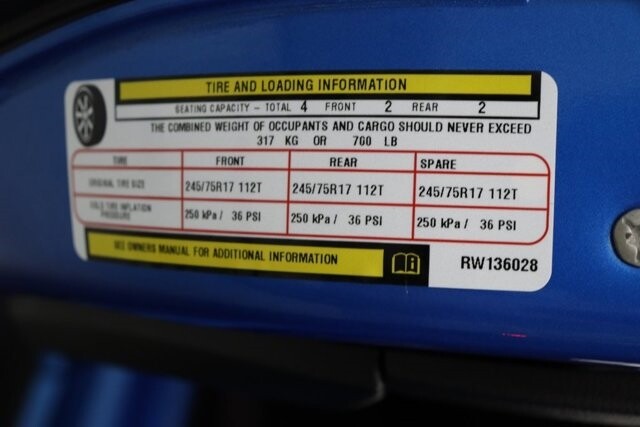 TIRE AND LOADING INFORMATION
SEATING CAPACITY - TOTAL 4 FRONT 2 REAR 2
THE COMBINED WEIGHT OF OCCUPANTS AND CARGO SHOULD NEVER EXCEED
317 KG OR 700 LB
TIRE FRONT REAR SPARE
ORIGINAL TIRE SIZE 245/75R17 112T 245/75R17 112T 245/75R17 112T
COLD TIRE INFLATION
PRESSURE 250 kPa / 36 PSI 250 kPa / 36 PSI 250 kPa / 36 PSI
SEE OWNERS MANUAL FOR ADDITIONAL INFORMATION
RW136028